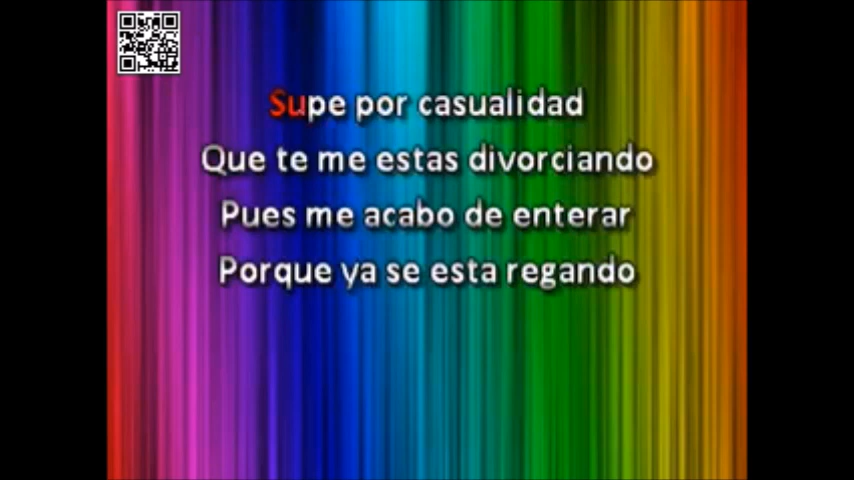 Supe por casualidad
Que te me estas divorciando
Pues me acabo de enterar
Porque ya se esta regando